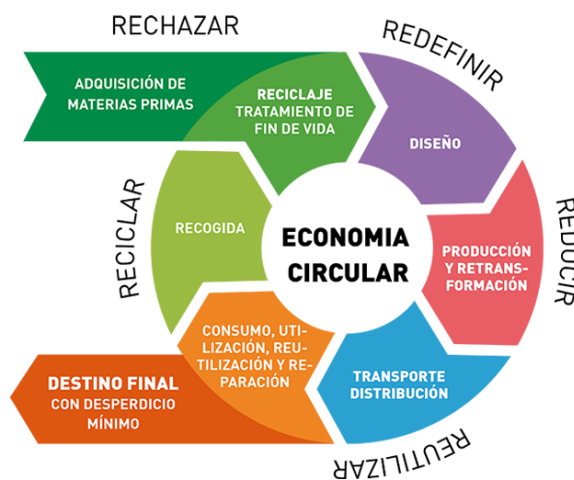 RECHAZAR
REDEFINIR
ADQUISICIÓN DE
MATERIAS PRIMAS
RECICLAJE
TRATAMIENTO DE
FIN DE VIDA
DISEÑO
RECICLAR
RECOGIDA
ECONOMIA
CIRCULAR
PRODUCCIÓN
Y RETRANS-
FORMACIÓN
REDUCIR
CONSUMO, UTI-
LIZACIÓN, REU-
TILIZACIÓN Y RE-
PARACIÓN
TRANSPORTE
DISTRIBUCIÓN
DESTINO FINAL
CON DESPERDICIO
MÍNIMO
REUTILIZAR